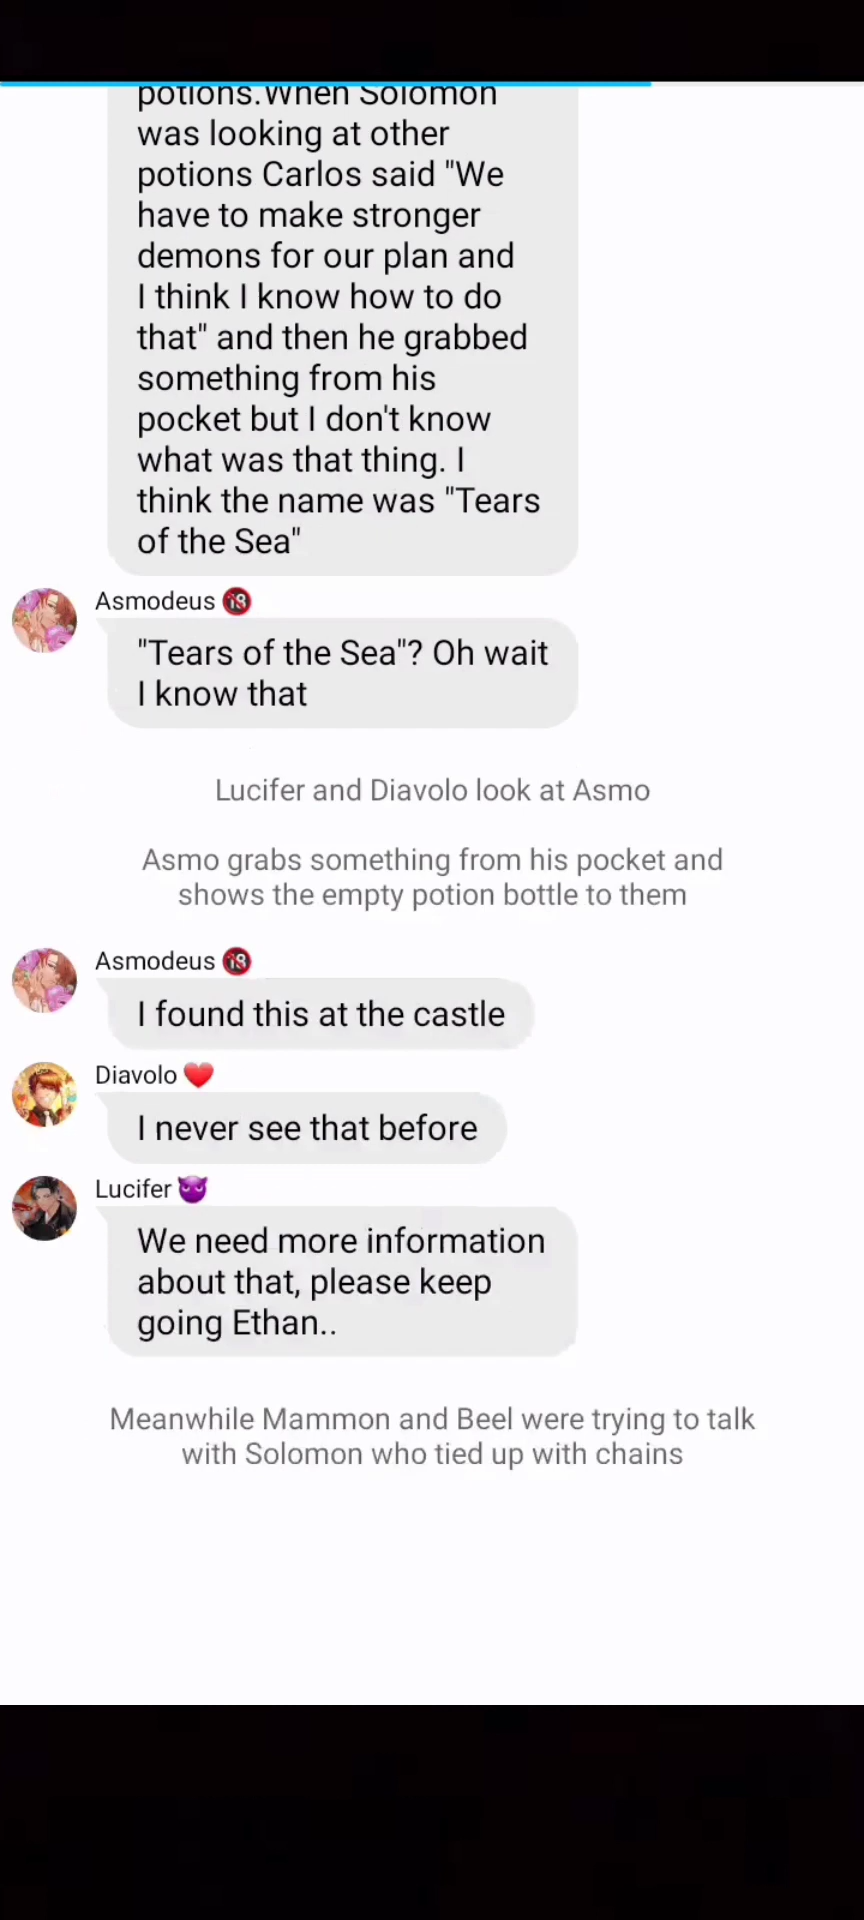 potions.When Solomon
was looking at other
potions Carlos said "We
have to make stronger
demons for our plan and
I think I know how to do
that" and then he grabbed
something from his
pocket but I don't know
what was that thing. I
think the name was "Tears
of the Sea"
Asmodeus 🔞
"Tears of the Sea"? Oh wait
I know that
Lucifer and Diavolo look at Asmo
Asmo grabs something from his pocket and
shows the empty potion bottle to them
Asmodeus 🔞
I found this at the castle
Diavolo ❤️
I never see that before
Lucifer 😈
We need more information
about that, please keep
going Ethan..
Meanwhile Mammon and Beel were trying to talk
with Solomon who tied up with chains